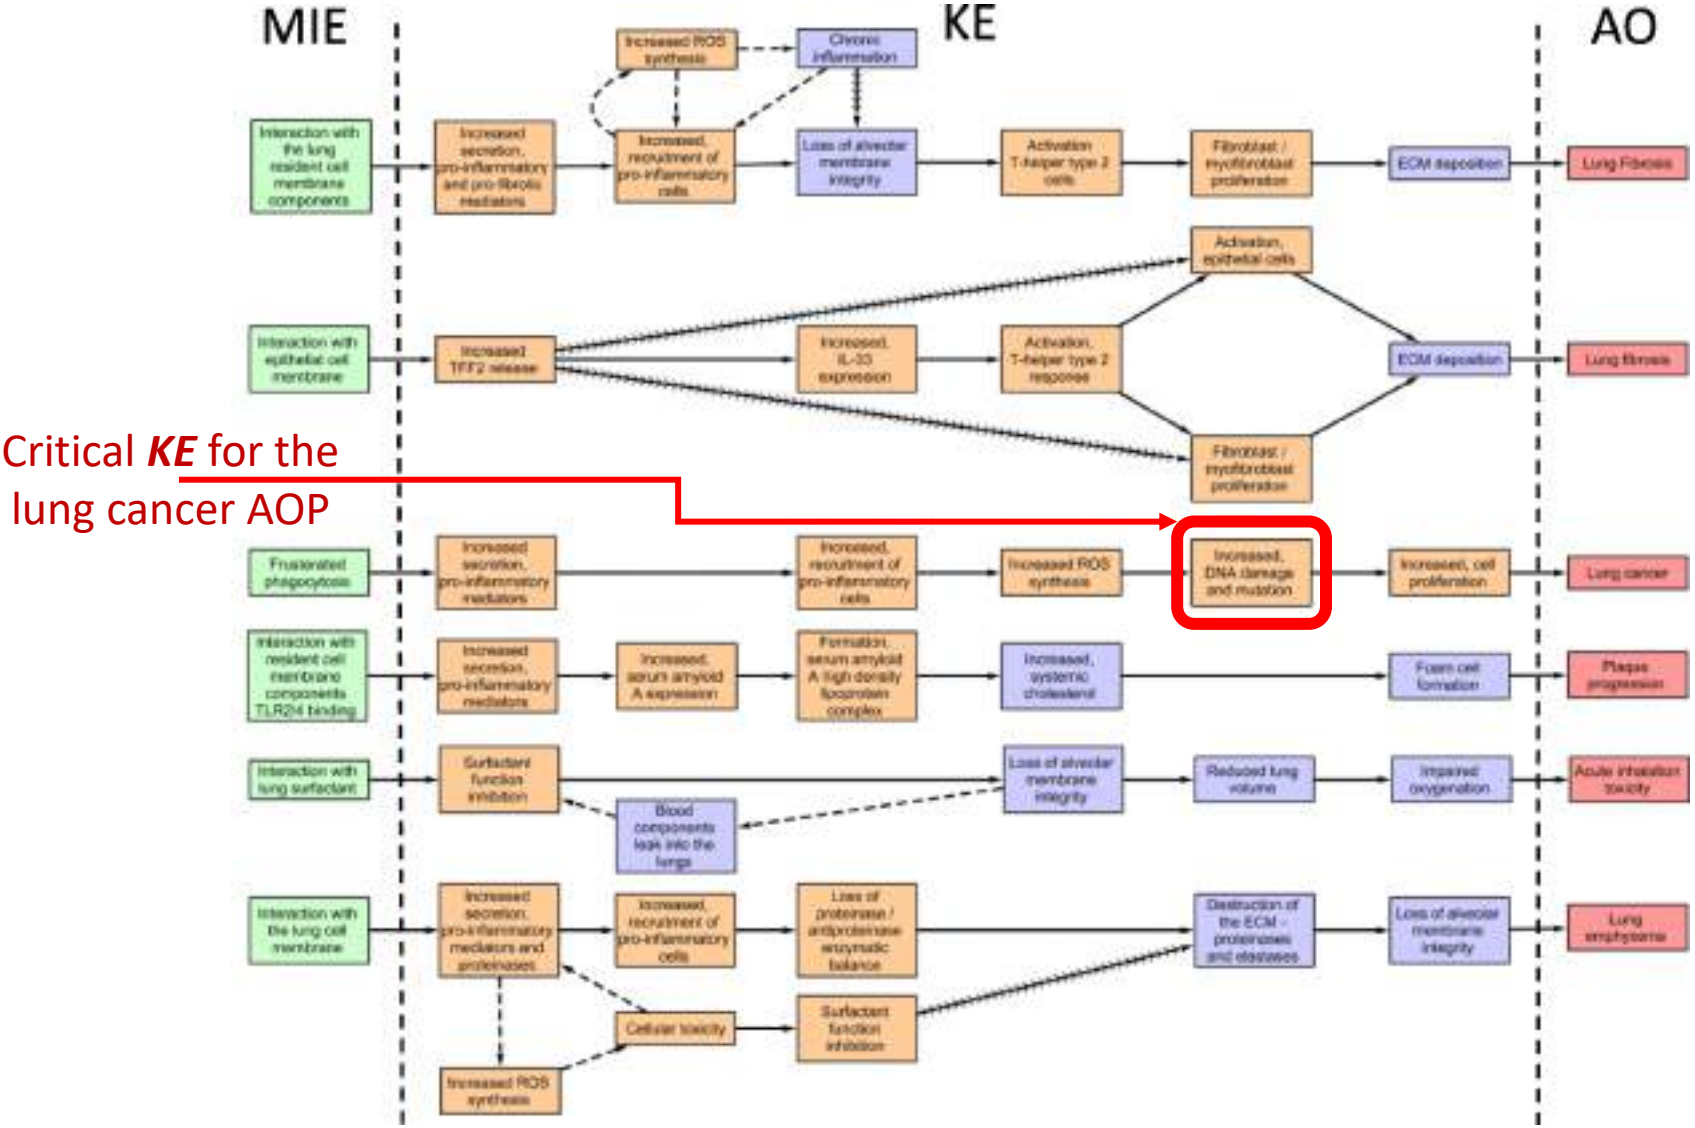 MIE
KE
AO
Increased ROS
synthesis
Chronic
inflammation
Interaction with
the lung
resident cell
membrane
components
Increased
secretion,
pro-inflammatory
and pro-fibrotic
mediators
Increased,
recruitment of
pro-inflammatory
cells
Loss of alveolar
membrane
integrity
Activation
T-helper type 2
cells
Fibroblast /
myofibroblast
proliferation
ECM deposition
Lung Fibrosis
Activation,
epithelial cells
Interaction with
epithelial cell
membrane
Increased
TFF2 release
Increased,
IL-33
expression
Activation,
T-helper type 2
response
ECM deposition
Lung fibrosis
Fibroblast /
myofibroblast
proliferation
Critical KE for the
lung cancer AOP
Frusterated
phagocytosis
Increased
secretion,
pro-inflammatory
mediators
Increased,
recruitment of
pro-inflammatory
cells
Increased ROS
synthesis
Increased,
DNA damage
and mutation
Increased, cell
proliferation
Lung cancer
Interaction with
resident cell
membrane
components
TLR2/4 binding
Increased
secretion,
pro-inflammatory
mediators
Increased,
serum amyloid
A expression
Formation,
serum amyloid
A high density
lipoprotein
complex
Increased,
systemic
cholesterol
Foam cell
formation
Plaque
progression
Interaction with
lung surfactant
Surfactant
function
inhibition
Blood
components
leak into the
lungs
Loss of alveolar
membrane
integrity
Reduced lung
volume
Impaired
oxygenation
Acute inhalation
toxicity
Interaction with
the lung cell
membrane
Increased
secretion,
pro-inflammatory
mediators and
proteinases
Increased,
recruitment of
pro-inflammatory
cells
Loss of
proteinase /
antiproteinase
enzymatic
balance
Destruction of
the ECM -
proteinases
and elastases
Loss of alveolar
membrane
integrity
Lung
emphysema
Cellular toxicity
Surfactant
function
inhibition
Increased ROS
synthesis